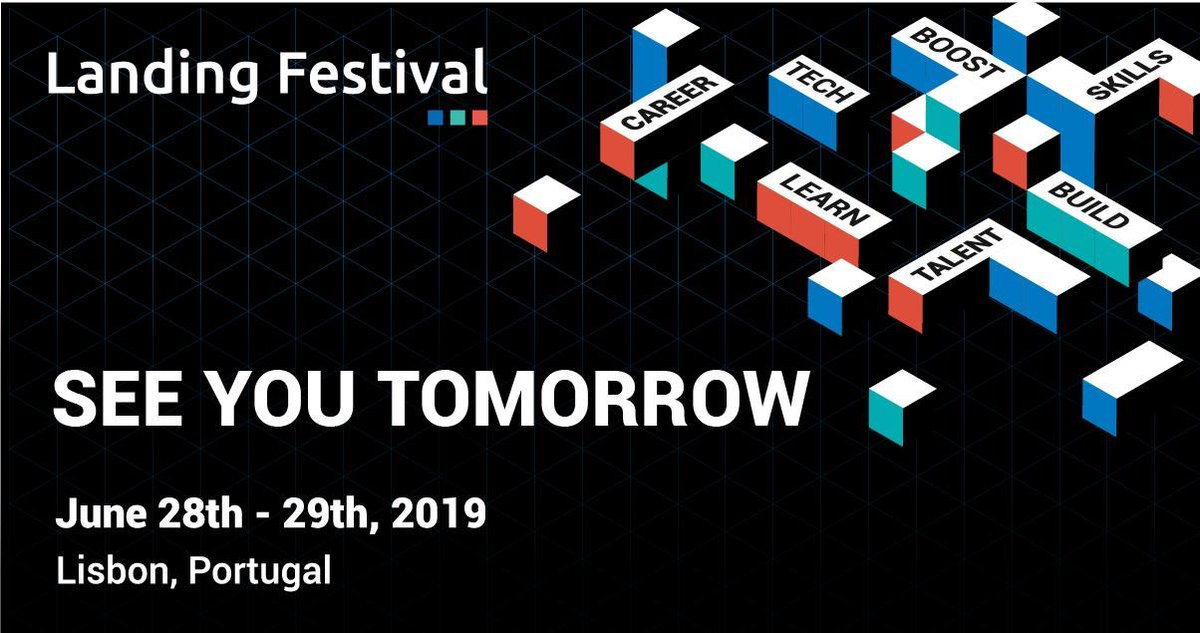 Landing Festival
CAREER
TECH
BOOST
SKILLS
LEARN
BUILD
TALENT
SEE YOU TOMORROW
June 28th - 29th, 2019
Lisbon, Portugal